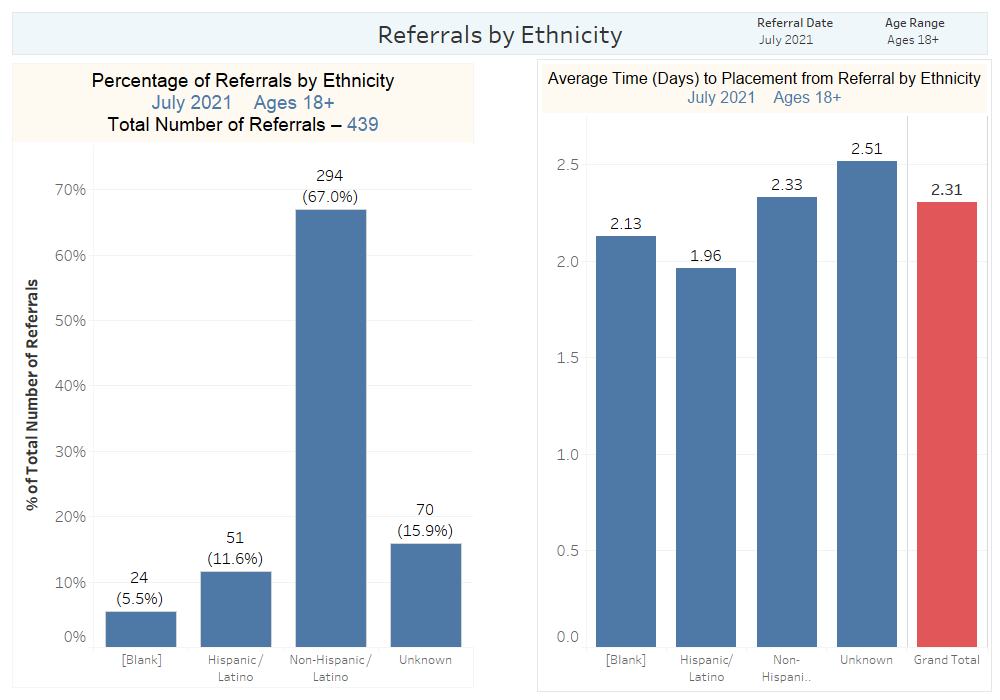 Referrals by Ethnicity
Referral Date
July 2021
Age Range
Ages 18+
Percentage of Referrals by Ethnicity
July 2021 Ages 18+
Total Number of Referrals – 439
% of Total Number of Referrals
70%
60%
50%
40%
30%
20%
10%
0%
24
(5.5%)
51
(11.6%)
294
(67.0%)
70
(15.9%)
[Blank]
Hispanic/
Latino
Non-Hispanic/
Latino
Unknown
Average Time (Days) to Placement from Referral by Ethnicity
July 2021 Ages 18+
2.5
2.0
1.5
1.0
0.5
0.0
2.13
1.96
2.33
2.51
2.31
[Blank]
Hispanic/
Latino
Non-
Hispani..
Unknown
Grand Total